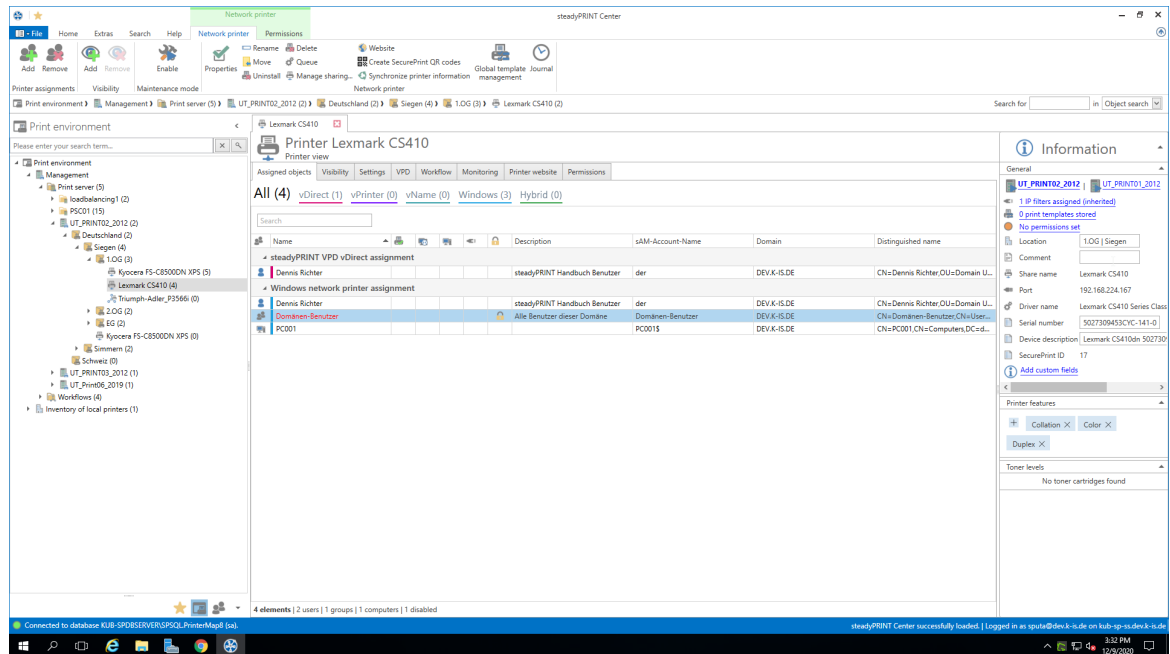 Network printer
steadyPRINT Center
File Home Extras Search Help Network printer Permissions
Add Remove Add Remove Enable Properties
Rename Delete Website
Move Queue Create SecurePrint QR codes
Uninstall Manage sharing... Synchronize printer information
Global template management Journal
Printer assignments Visibility Maintenance mode Network printer
Print environment Management Print server (5) UT_PRINT02_2012 (2) Deutschland (2) Siegen (4) 1.OG (3) Lexmark CS410 (2)
Search for in Object search
Print environment
Please enter your search term...
Print environment
Management
Print server (5)
loadbalancing1 (2)
PSC01 (15)
UT_PRINT02_2012 (2)
Deutschland (2)
Siegen (4)
1.OG (3)
Kyocera FS-C8500DN XPS (5)
Lexmark CS410 (4)
Triumph-Adler_P3566i (0)
2.OG (2)
EG (2)
Kyocera FS-C8500DN XPS (0)
Simmern (2)
Schweiz (0)
UT_PRINT03_2012 (1)
UT_Print06_2019 (1)
Workflows (4)
Inventory of local printers (1)
Lexmark CS410
Printer Lexmark CS410
Printer view
Assigned objects Visibility Settings VPD Workflow Monitoring Printer website Permissions
All (4) vDirect (1) vPrinter (0) vName (0) Windows (3) Hybrid (0)
Search
Name Description sAM-Account-Name Domain Distinguished name
steadyPRINT VPD vDirect assignment
Dennis Richter steadyPRINT Handbuch Benutzer der DEV.K-IS.DE CN=Dennis Richter,OU=Domain U...
Windows network printer assignment
Dennis Richter steadyPRINT Handbuch Benutzer der DEV.K-IS.DE CN=Dennis Richter,OU=Domain U...
Domänen-Benutzer Alle Benutzer dieser Domäne Domänen-Benutzer DEV.K-IS.DE CN=Domänen-Benutzer,CN=User...
PC001 PC001$ DEV.K-IS.DE CN=PC001,CN=Computers,DC=d...
4 elements | 2 users | 1 groups | 1 computers | 1 disabled
Information
General
UT_PRINT02_2012 | UT_PRINT01_2012
1 IP filters assigned (inherited)
0 print templates stored
No permissions set
Location 1.OG | Siegen
Comment
Share name Lexmark CS410
Port 192.168.224.167
Driver name Lexmark CS410 Series Class
Serial number 5027309453CYC-141-0
Device description Lexmark CS410dn 502730
SecurePrint ID 17
Add custom fields
Printer features
Collation Color
Duplex
Toner levels
No toner cartridges found
Connected to database KUB-SPDBSERVER\SPSQL.PrinterMap8 (sa).
steadyPRINT Center successfully loaded. | Logged in as sputa@dev.k-is.de on kub-sp-ss.dev.k-is.de
3:32 PM
12/9/2020